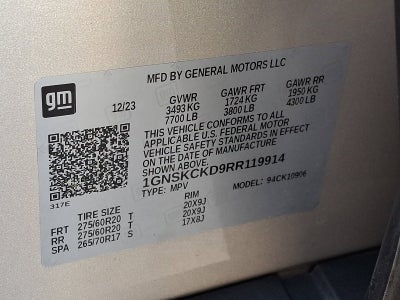 gm
MFD BY GENERAL MOTORS LLC
12/23 GVWR GAWR FRT GAWR RR
3493 KG 1724 KG 1950 KG
7700 LB 3800 LB 4300 LB
THIS VEHICLE CONFORMS TO ALL
APPLICABLE U.S. FEDERAL MOTOR
VEHICLE SAFETY STANDARDS IN EFFECT
ON THE DATE OF MANUFACTURE
SHOWN ABOVE.
1GNSKCKD9RR119914
TYPE: MPV MODEL: 94CK10906
317E
TIRE SIZE RIM
FRT 275/60R20 T 20X9J
RR 275/60R20 T 20X9J
SPA 265/70R17 S 17X8J